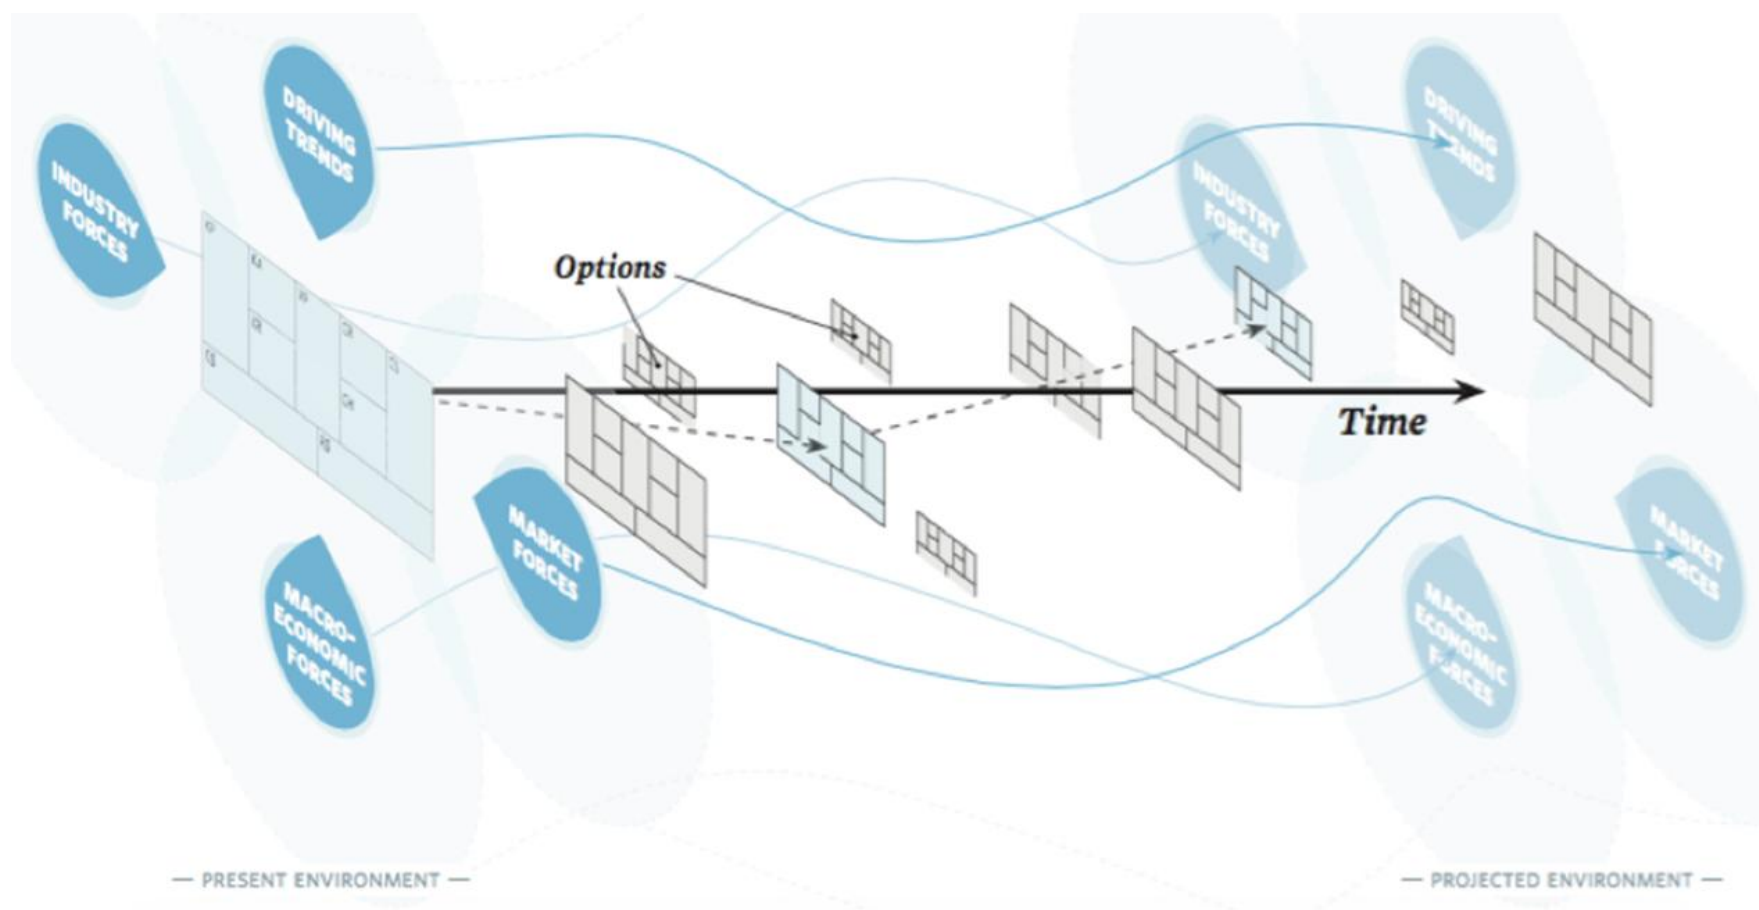 DRIVING
TRENDS
INDUSTRY
FORCES
Options
DRIVING
TRENDS
INDUSTRY
FORCES
Time
MARKET
FORCES
MACRO-
ECONOMIC
FORCES
MARKET
FORCES
MACRO-
ECONOMIC
FORCES
— PRESENT ENVIRONMENT —
— PROJECTED ENVIRONMENT —